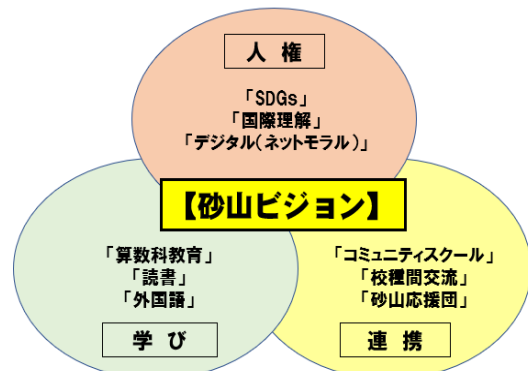 人 権
「SDGs」
「国際理解」
「デジタル(ネットモラル)」
【砂山ビジョン】
「算数科教育」
「読書」
「外国語」
学 び
「コミュニティスクール」
「校種間交流」
「砂山応援団」
連 携